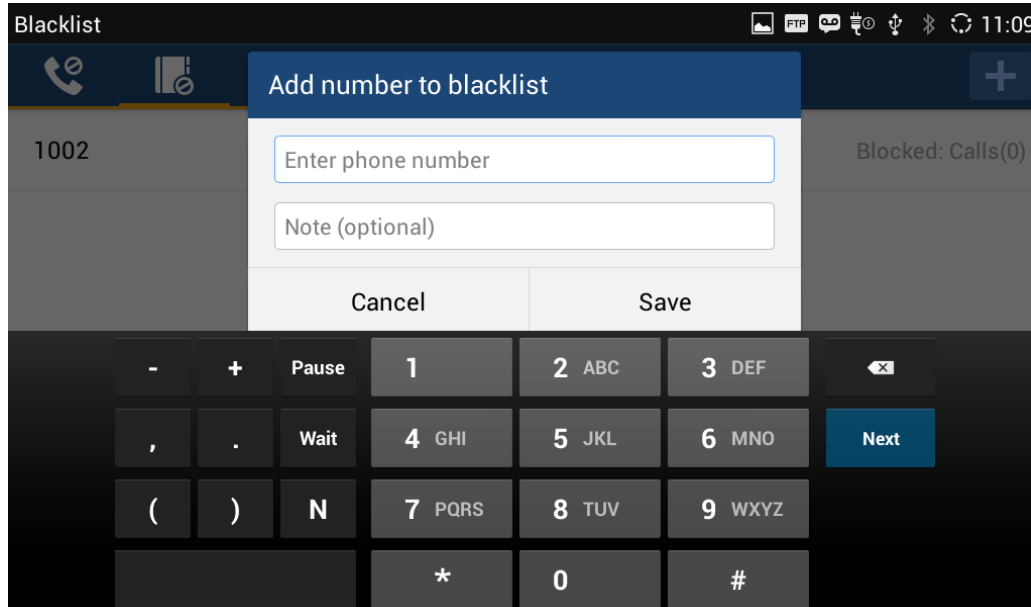 Blacklist FTP 11:09
Add number to blacklist
1002 Enter phone number Blocked: Calls(0)
Note (optional)
Cancel Save
- + Pause 1 2 ABC 3 DEF
, . Wait 4 GHI 5 JKL 6 MNO Next
( ) N 7 PQRS 8 TUV 9 WXYZ
* 0 #